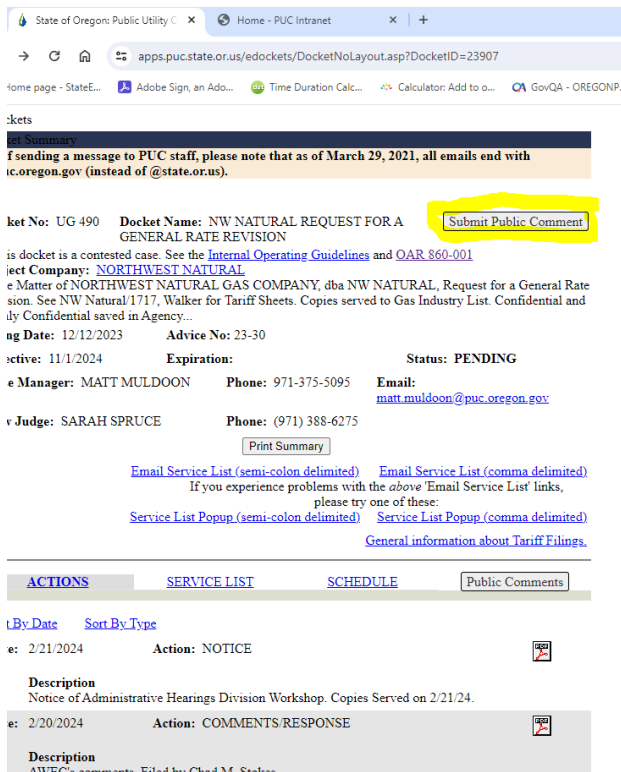 State of Oregon: Public Utility C
Home - PUC Intranet
apps.puc.state.or.us/edockets/DocketNoLayout.asp?DocketID=23907
Home page - StateE...
Adobe Sign, an Ado...
Time Duration Calc...
Calculator: Add to o...
GovQA - OREGONP
ckets
ket Summary
f sending a message to PUC staff, please note that as of March 29, 2021, all emails end with
uc.oregon.gov (instead of @state.or.us).
ket No: UG 490 Docket Name: NW NATURAL REQUEST FOR A
GENERAL RATE REVISION
Submit Public Comment
is docket is a contested case. See the Internal Operating Guidelines and OAR 860-001
ject Company: NORTHWEST NATURAL
e Matter of NORTHWEST NATURAL GAS COMPANY, dba NW NATURAL, Request for a General Rate
sion. See NW Natural/1717, Walker for Tariff Sheets. Copies served to Gas Industry List. Confidential and
ly Confidential saved in Agency...
ng Date: 12/12/2023 Advice No: 23-30
ective: 11/1/2024 Expiration: Status: PENDING
e Manager: MATT MULDOON Phone: 971-375-5095 Email:
matt.muldoon@puc.oregon.gov
v Judge: SARAH SPRUCE Phone: (971) 388-6275
Print Summary
Email Service List (semi-colon delimited) Email Service List (comma delimited)
If you experience problems with the above 'Email Service List' links,
please try one of these:
Service List Popup (semi-colon delimited) Service List Popup (comma delimited)
General information about Tariff Filings.
ACTIONS SERVICE LIST SCHEDULE Public Comments
t By Date Sort By Type
e: 2/21/2024 Action: NOTICE
Description
Notice of Administrative Hearings Division Workshop. Copies Served on 2/21/24.
e: 2/20/2024 Action: COMMENTS/RESPONSE
Description
AWEC's comments. Filed by Chad M. Stokes